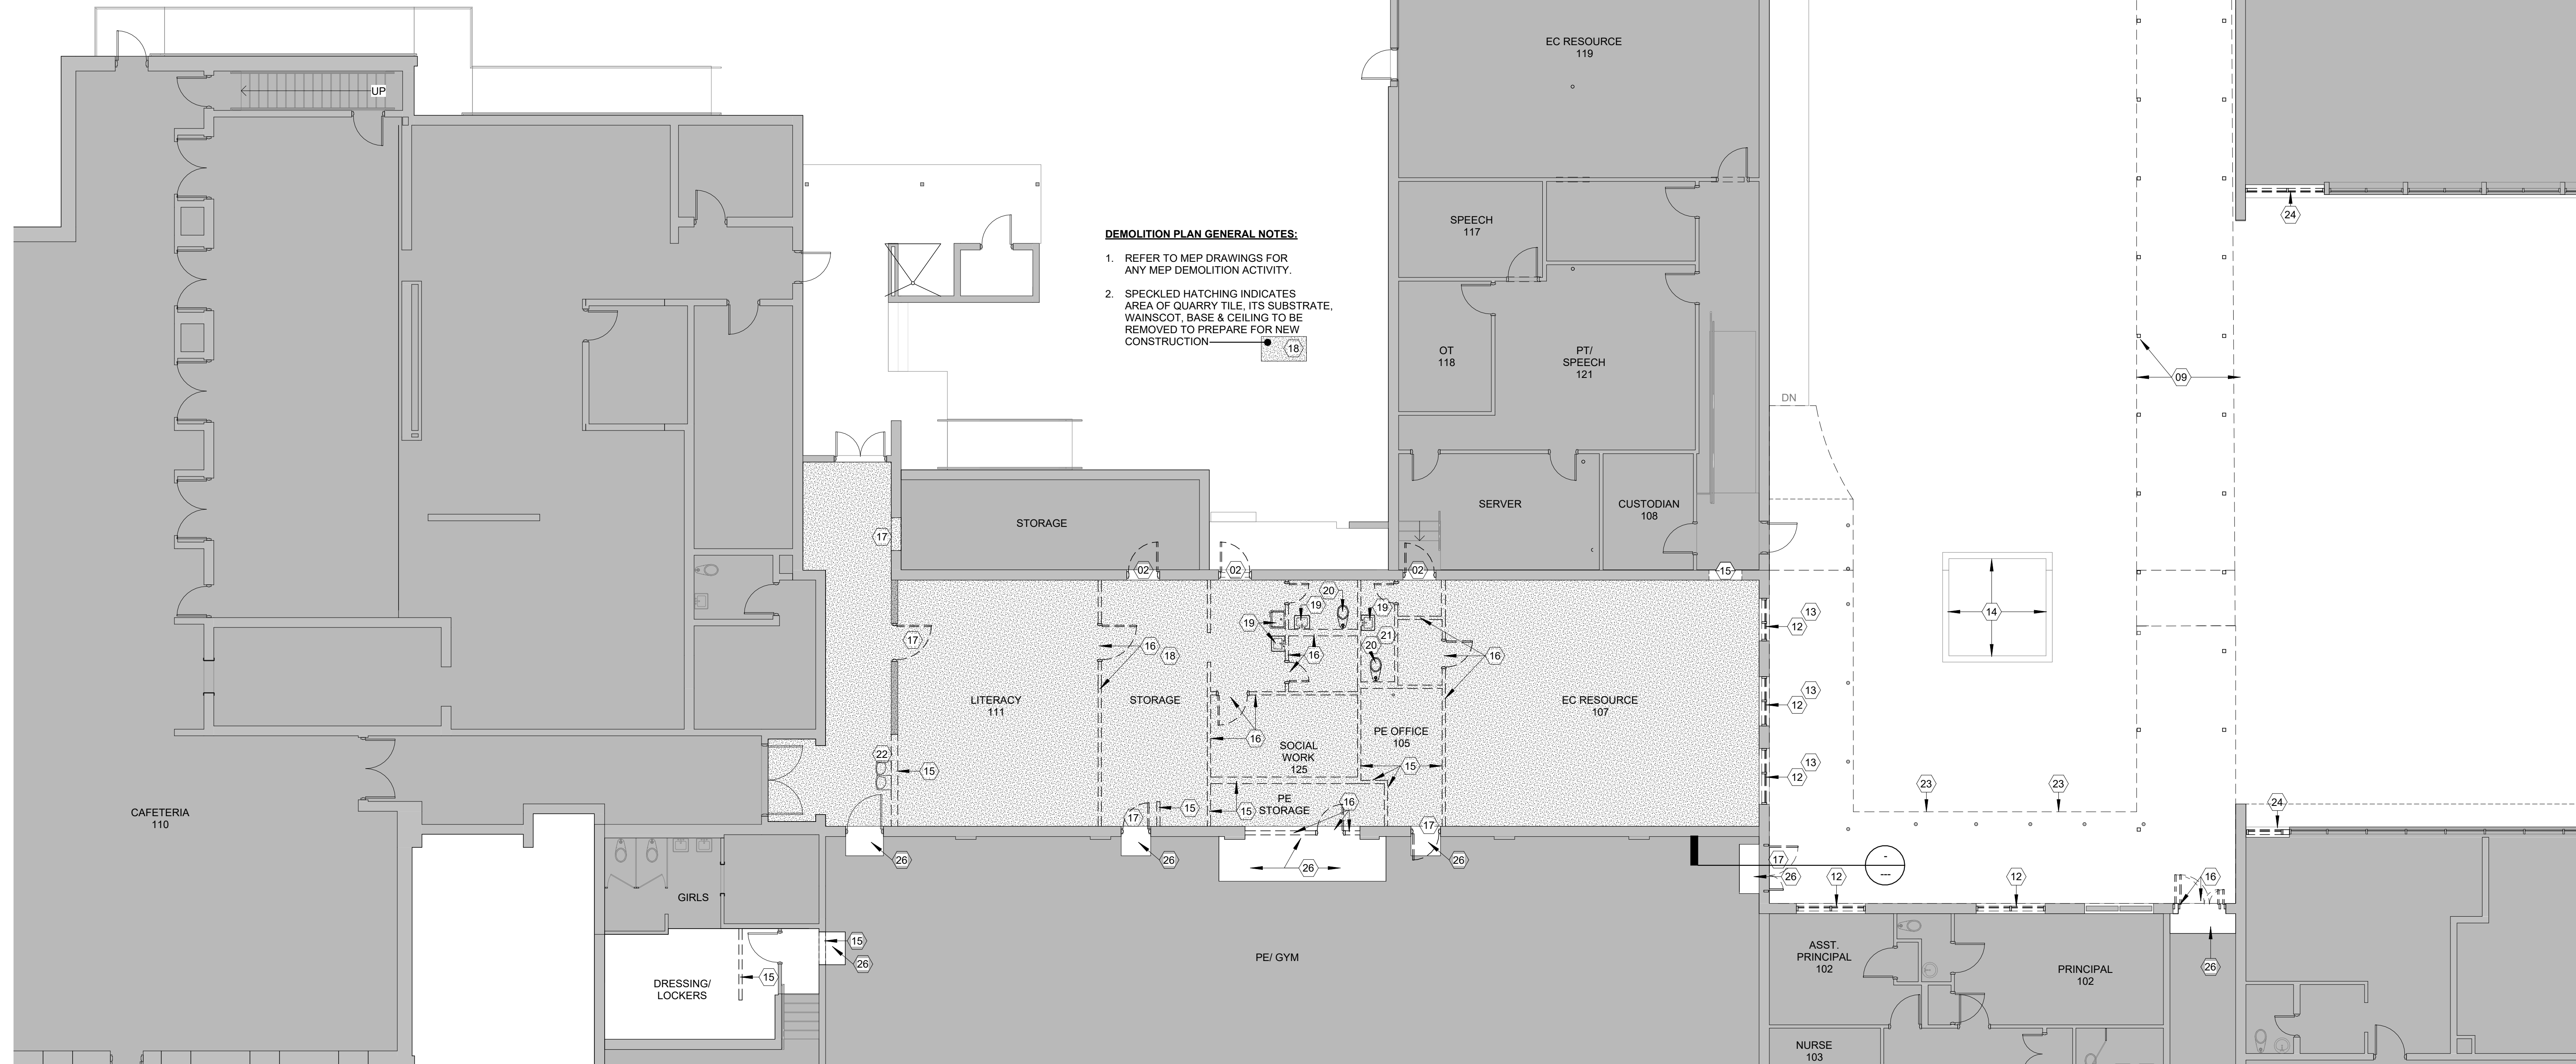 EC RESOURCE
119
UP
24
DEMOLITION PLAN GENERAL NOTES:
1. REFER TO MEP DRAWINGS FOR
ANY MEP DEMOLITION ACTIVITY.
2. SPECKLED HATCHING INDICATES
AREA OF QUARRY TILE, ITS SUBSTRATE,
WAINSCOT, BASE & CEILING TO BE
REMOVED TO PREPARE FOR NEW
CONSTRUCTION
18
SPEECH
117
OT
118
PT/
SPEECH
121
09
DN
SERVER
CUSTODIAN
108
STORAGE
17
02
02
02
15
20
19
19
19
21
20
16
16
16
18
17
14
13
12
13
12
13
12
LITERACY
111
STORAGE
EC RESOURCE
107
PE OFFICE
105
SOCIAL
WORK
125
16
22
15
15
15
15
PE
STORAGE
16
17
17
23
23
24
CAFETERIA
110
26
26
26
26
-
---
17
26
12
12
16
GIRLS
15
26
15
DRESSING/
LOCKERS
PE/ GYM
ASST.
PRINCIPAL
102
PRINCIPAL
102
26
NURSE
103